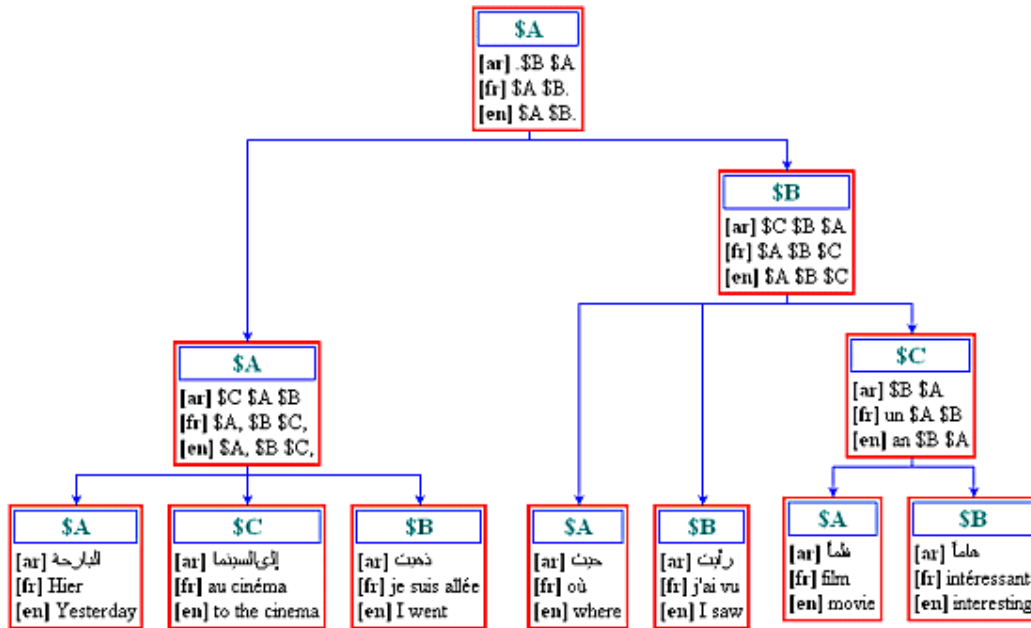 $A
[ar] .$B $A
[fr] $A $B.
[en] $A $B.
$B
[ar] $C $B $A
[fr] $A $B $C
[en] $A $B $C
$A
[ar] $C $A $B
[fr] $A, $B $C,
[en] $A, $B $C,
$C
[ar] $B $A
[fr] un $A $B
[en] an $B $A
$A
[ar] البارحة
[fr] Hier
[en] Yesterday
$C
[ar] إلى السينما
[fr] au cinéma
[en] to the cinema
$B
[ar] ذهبت
[fr] je suis allée
[en] I went
$A
[ar] حيث
[fr] où
[en] where
$B
[ar] رأيت
[fr] j'ai vu
[en] I saw
$A
[ar] فلماً
[fr] film
[en] movie
$B
[ar] هاماً
[fr] intéressant
[en] interesting